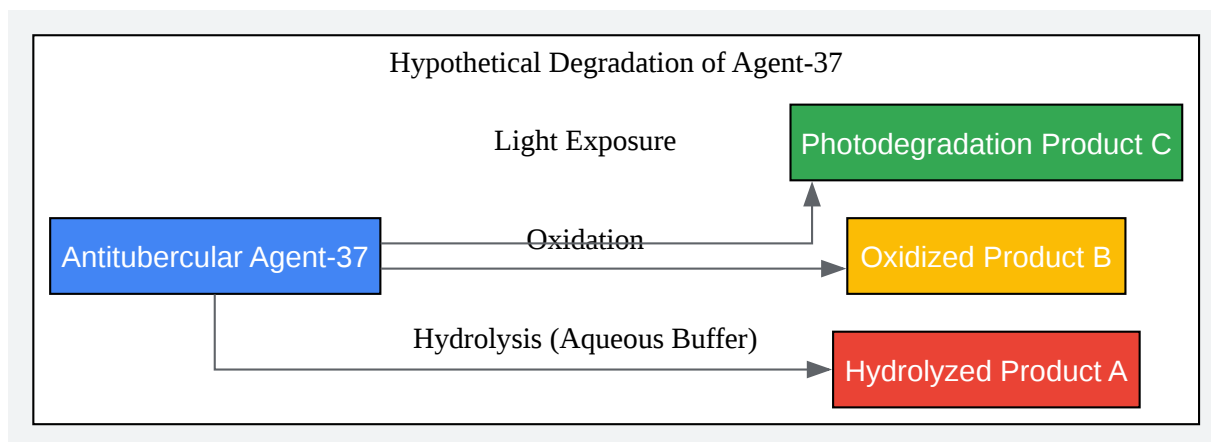 Hypothetical Degradation of Agent-37
Light Exposure
Photodegradation Product C
Antitubercular Agent-37
Oxidation
Oxidized Product B
Hydrolysis (Aqueous Buffer)
Hydrolyzed Product A